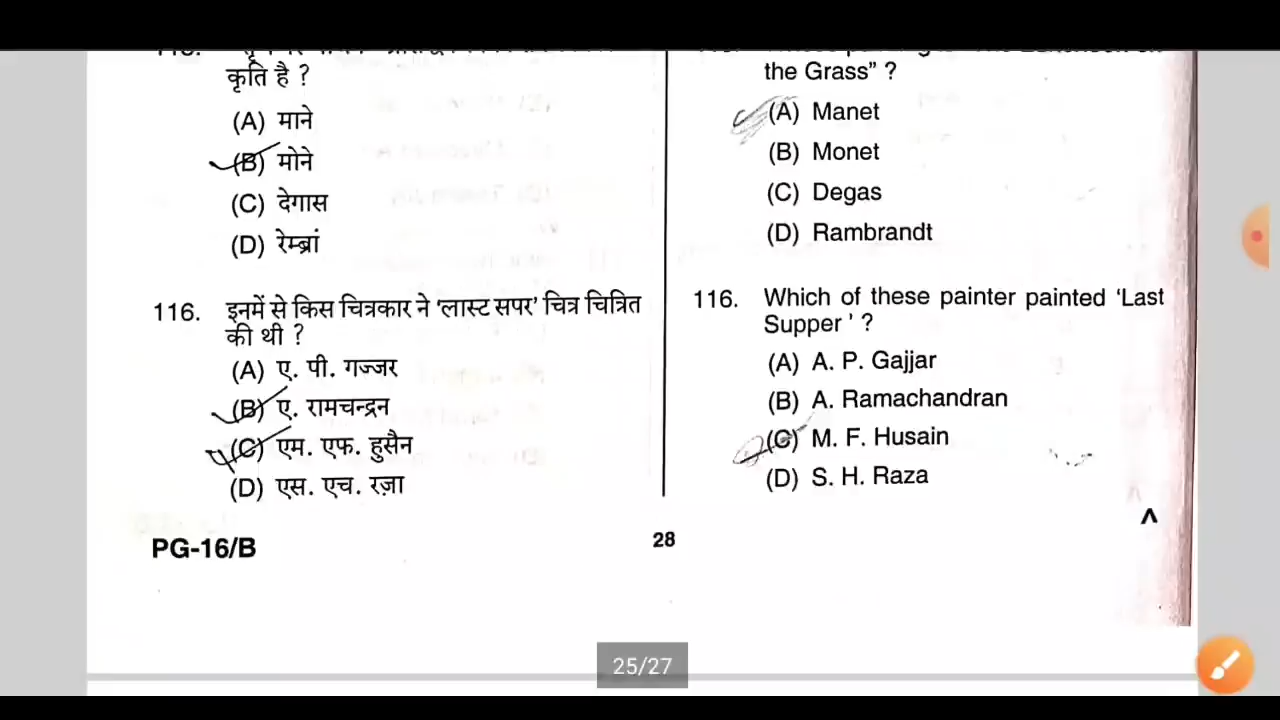 कृति है ?
(A) माने
(B) मोने
(C) देगास
(D) रेम्ब्रां
116. इनमें से किस चित्रकार ने ‘लास्ट सपर’ चित्र चित्रित
की थी ?
(A) ए. पी. गज्जर
(B) ए. रामचन्द्रन
(C) एम. एफ. हुसैन
(D) एस. एच. रज़ा
PG-16/B
28
the Grass” ?
(A) Manet
(B) Monet
(C) Degas
(D) Rambrandt
116. Which of these painter painted ‘Last
Supper ’ ?
(A) A. P. Gajjar
(B) A. Ramachandran
(C) M. F. Husain
(D) S. H. Raza
25/27